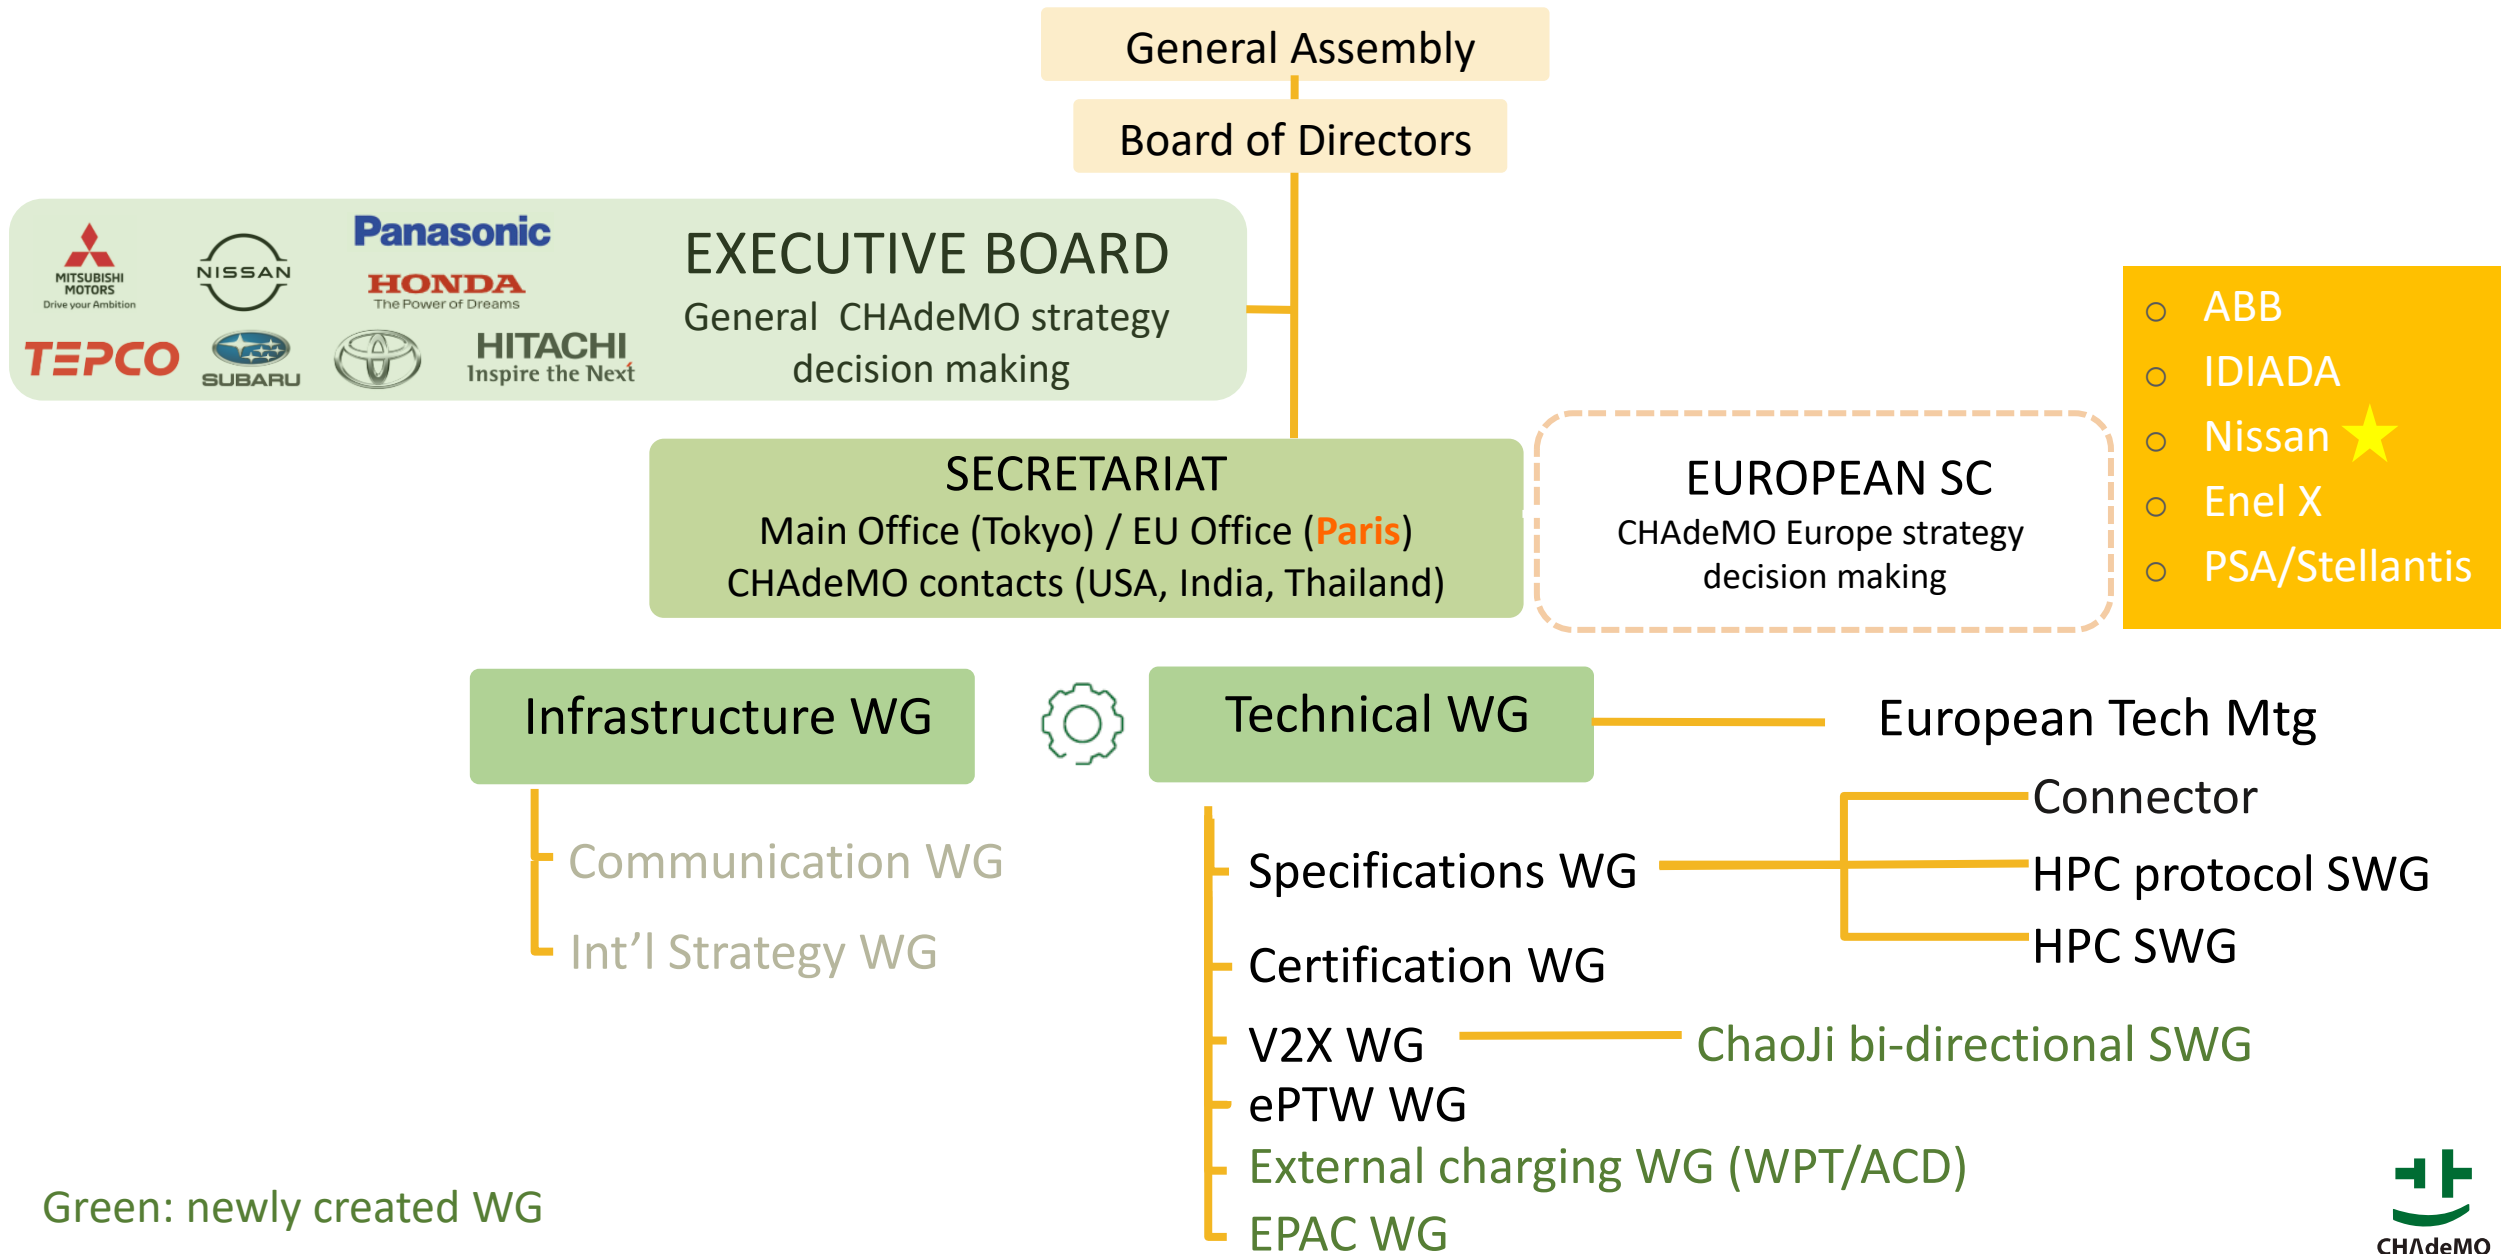 General Assembly
Board of Directors
MITSUBISHI
MOTORS
Drive your Ambition
NISSAN
Panasonic
HONDA
The Power of Dreams
TEPCO
SUBARU
HITACHI
Inspire the Next
EXECUTIVE BOARD
General CHAdeMO strategy
decision making
ABB
IDIADA
Nissan
Enel X
PSA/Stellantis
SECRETARIAT
Main Office (Tokyo) / EU Office (Paris)
CHAdeMO contacts (USA, India, Thailand)
EUROPEAN SC
CHAdeMO Europe strategy
decision making
Infrastructure WG
Technical WG
European Tech Mtg
Communication WG
Int’l Strategy WG
Specifications WG
Connector
HPC protocol SWG
HPC SWG
Certification WG
V2X WG
ChaoJi bi-directional SWG
ePTW WG
External charging WG (WPT/ACD)
EPAC WG
Green: newly created WG
CHAdeMO